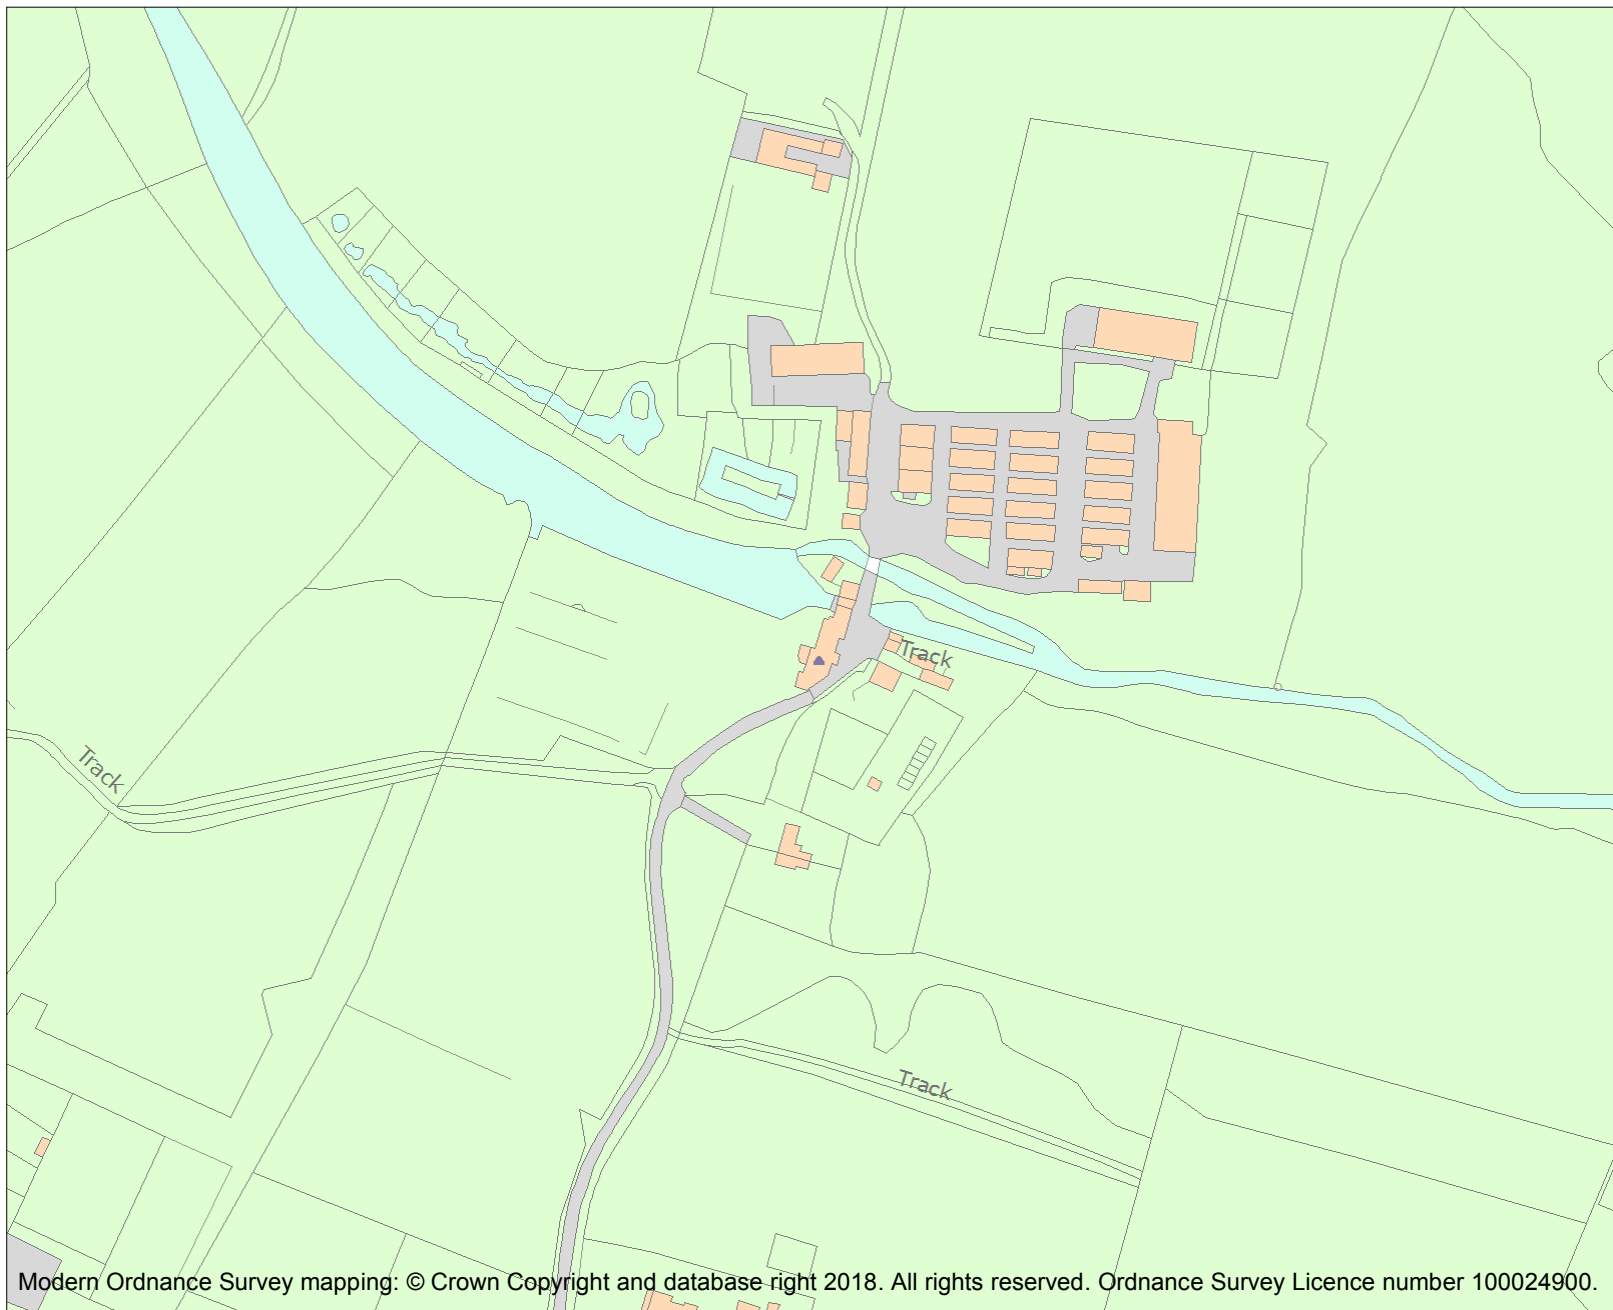 Track
Track
Track
Modern Ordnance Survey mapping: © Crown Copyright and database right 2018. All rights reserved. Ordnance Survey Licence number 100024900.